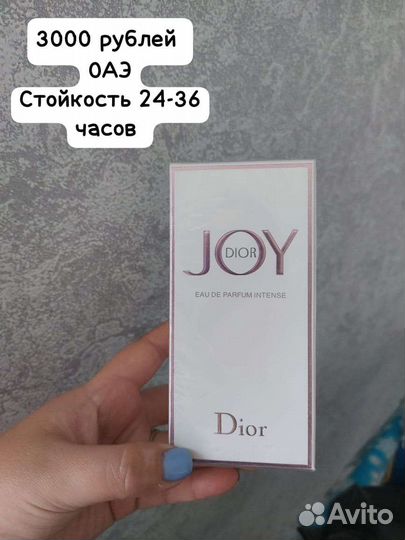 3000 рублей
ОАЭ
Стойкость 24-36
часов
JOY
DIOR
EAU DE PARFUM INTENSE
Dior
Avito